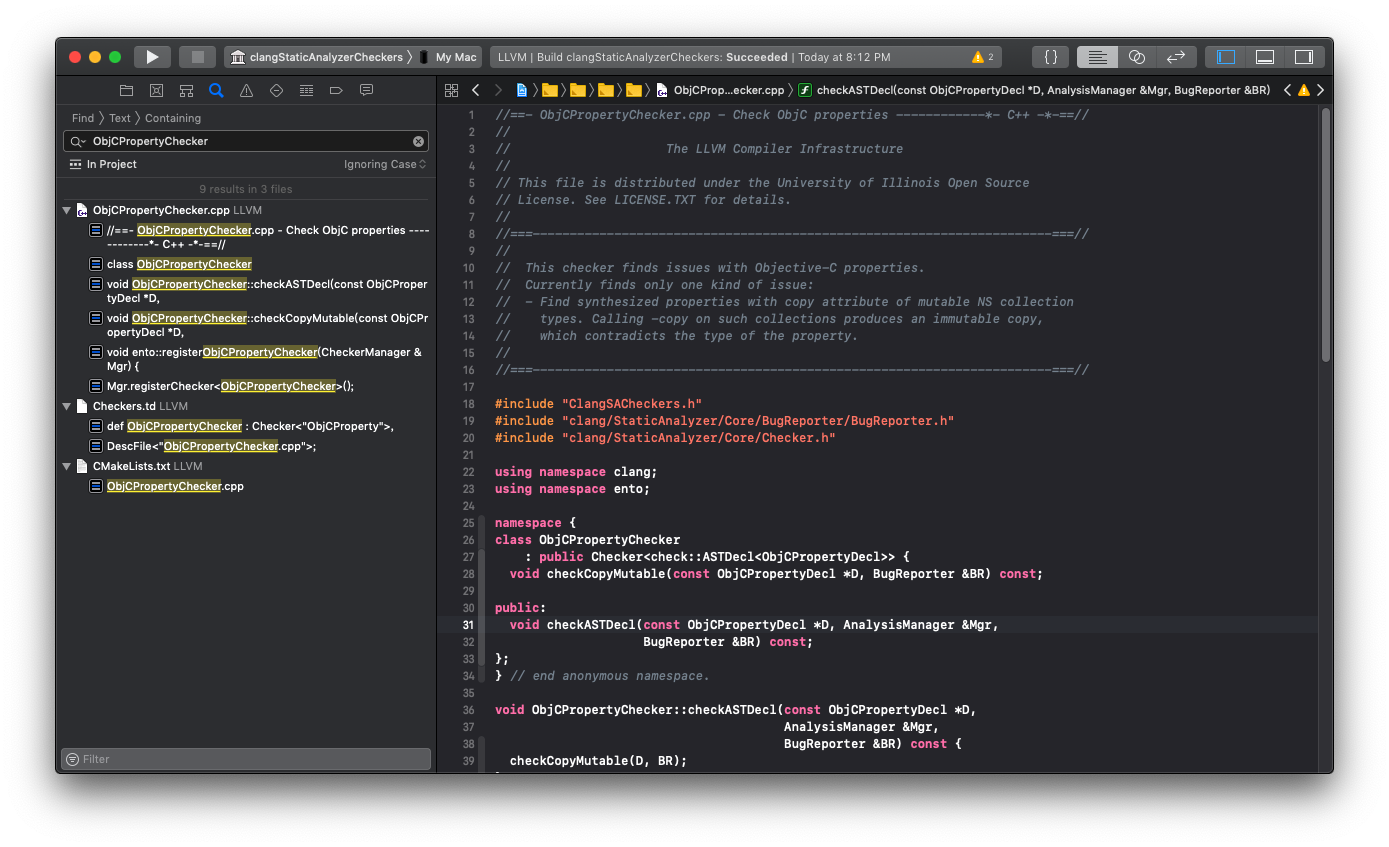 clangStaticAnalyzerCheckers 〉 My Mac
LLVM | Build clangStaticAnalyzerCheckers: Succeeded | Today at 8:12 PM
2
{ }
Find 〉 Text 〉 Containing
ObjCPropertyChecker
In Project
Ignoring Case
9 results in 3 files
ObjCPropertyChecker.cpp LLVM
//==- ObjCPropertyChecker.cpp - Check ObjC properties ----
-----------*- C++ -*-==//
class ObjCPropertyChecker
void ObjCPropertyChecker::checkASTDecl(const ObjCProper
tyDecl *D,
void ObjCPropertyChecker::checkCopyMutable(const ObjCPr
opertyDecl *D,
void ento::registerObjCPropertyChecker(CheckerManager &
Mgr) {
Mgr.registerChecker<ObjCPropertyChecker>();
Checkers.td LLVM
def ObjCPropertyChecker : Checker<"ObjCProperty">,
DescFile<"ObjCPropertyChecker.cpp">;
CMakeLists.txt LLVM
ObjCPropertyChecker.cpp
Filter
ObjCProp...ecker.cpp 〉 f checkASTDecl(const ObjCPropertyDecl *D, AnalysisManager &Mgr, BugReporter &BR)
1 //==- ObjCPropertyChecker.cpp - Check ObjC properties ------------*- C++ -*-==//
2 //
3 //                     The LLVM Compiler Infrastructure
4 //
5 // This file is distributed under the University of Illinois Open Source
6 // License. See LICENSE.TXT for details.
7 //
8 //===----------------------------------------------------------------------===//
9 //
10 //  This checker finds issues with Objective-C properties.
11 //  Currently finds only one kind of issue:
12 //  - Find synthesized properties with copy attribute of mutable NS collection
13 //    types. Calling -copy on such collections produces an immutable copy,
14 //    which contradicts the type of the property.
15 //
16 //===----------------------------------------------------------------------===//
17
18 #include "ClangSACheckers.h"
19 #include "clang/StaticAnalyzer/Core/BugReporter/BugReporter.h"
20 #include "clang/StaticAnalyzer/Core/Checker.h"
21
22 using namespace clang;
23 using namespace ento;
24
25 namespace {
26 class ObjCPropertyChecker
27     : public Checker<check::ASTDecl<ObjCPropertyDecl>> {
28   void checkCopyMutable(const ObjCPropertyDecl *D, BugReporter &BR) const;
29
30 public:
31   void checkASTDecl(const ObjCPropertyDecl *D, AnalysisManager &Mgr,
32                     BugReporter &BR) const;
33 };
34 } // end anonymous namespace.
35
36 void ObjCPropertyChecker::checkASTDecl(const ObjCPropertyDecl *D,
37                                        AnalysisManager &Mgr,
38                                        BugReporter &BR) const {
39   checkCopyMutable(D, BR);